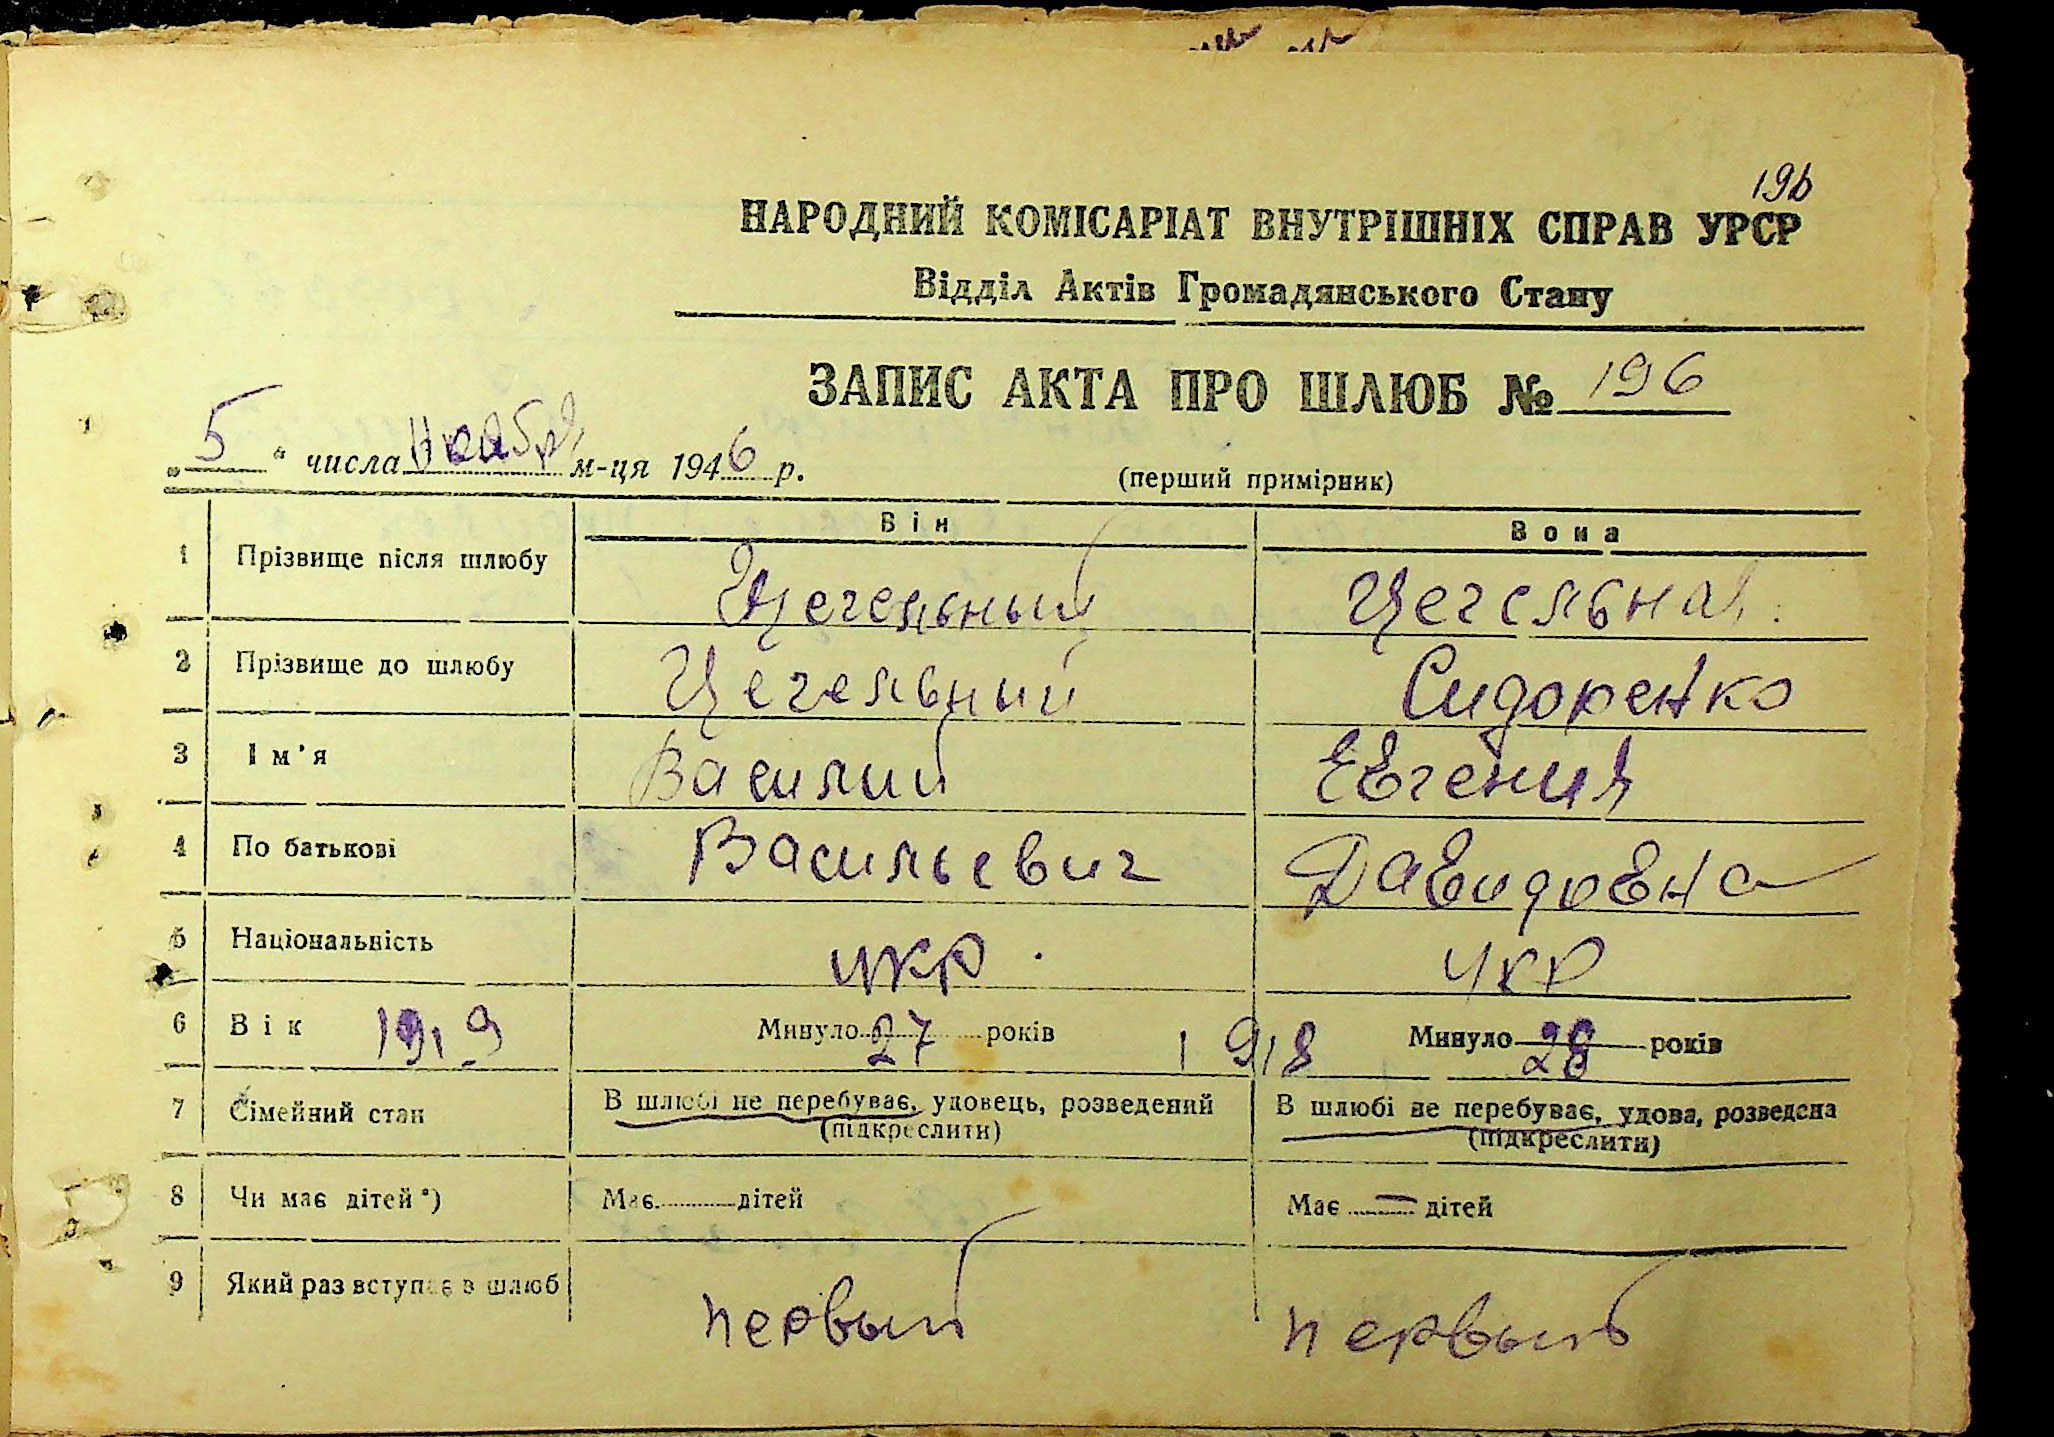 196
НАРОДНИЙ КОМІСАРІАТ ВНУТРІШНІХ СПРАВ УРСР
Відділ Актів Громадянського Стану
ЗАПИС АКТА ПРО ШЛЮБ № 196
„5" числа Ноября м-ця 1946 р.
(перший примірник)
Він Вона
1 Прізвище після шлюбу Цегельный Цегельная
2 Прізвище до шлюбу Цегельный Сидоренко
3 Ім'я Василий Евгения
4 По батькові Васильевич Давидовна
5 Національність укр. укр
6 Вік 1919 Минуло 27 років 1918 Минуло 28 років
7 Сімейний стан В шлюбі не перебуває, удовець, розведений В шлюбі не перебуває, удова, розведена
(підкреслити) (підкреслити)
8 Чи має дітей*) Має дітей Має — дітей
9 Який раз вступає в шлюб первый первый